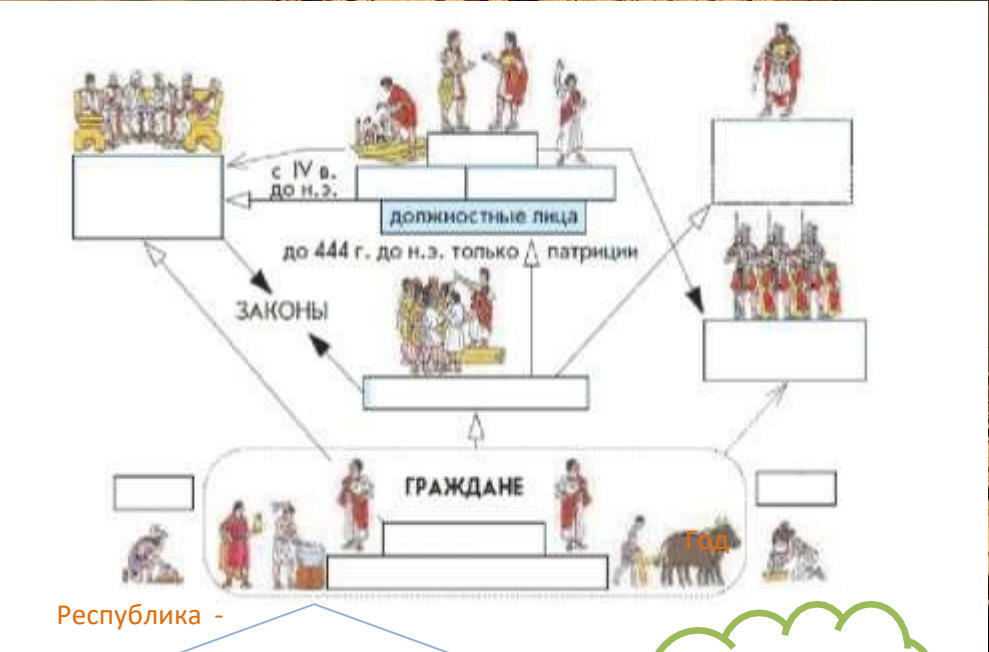 с IV в.
до н.э.
должностные лица
до 444 г. до н.э. только патриции
ЗАКОНЫ
ГРАЖДАНЕ
Год
Республика -